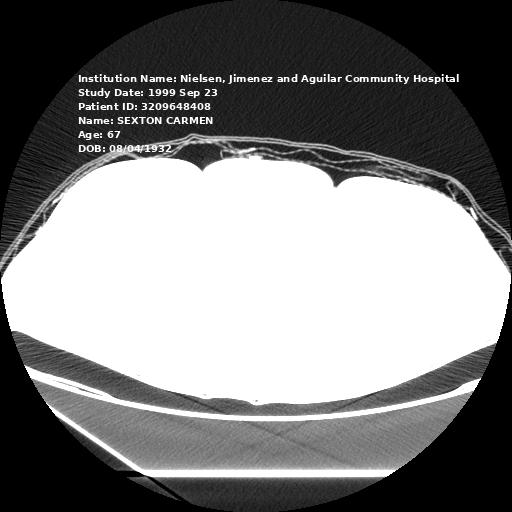 Institution Name: Nielsen, Jimenez and Aguilar Community Hospital
Study Date: 1999 Sep 23
Patient ID: 3209648408
Name: SEXTON CARMEN
Age: 67
DOB: 08/04/1932